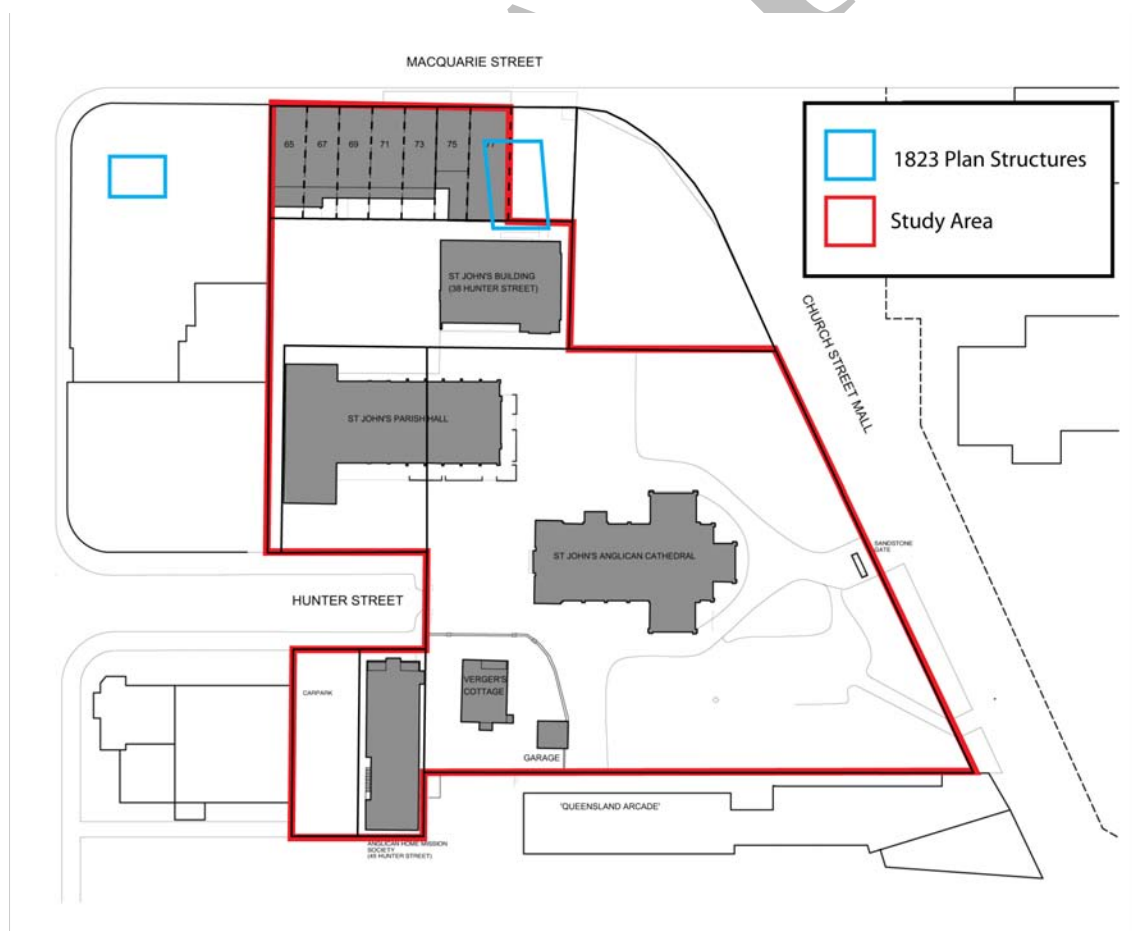 MACQUARIE STREET
65 67 69 71 73 75 77
1823 Plan Structures
Study Area
ST JOHN'S BUILDING
(38 HUNTER STREET)
CHURCH STREET MALL
ST JOHN'S PARISH HALL
ST JOHN'S ANGLICAN CATHEDRAL
SANDSTONE
GATE
HUNTER STREET
CARPARK
VERGER'S
COTTAGE
GARAGE
'QUEENSLAND ARCADE'
ANGLICAN HOME MISSION
SOCIETY
(48 HUNTER STREET)